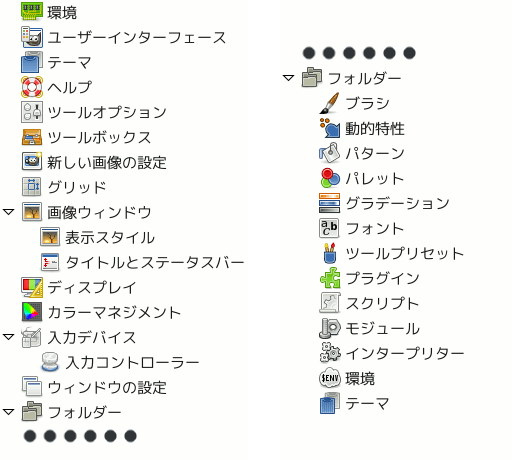 環境
ユーザーインターフェース
テーマ
ヘルプ
ツールオプション
ツールボックス
新しい画像の設定
グリッド
画像ウィンドウ
表示スタイル
タイトルとステータスバー
ディスプレイ
カラーマネジメント
入力デバイス
入力コントローラー
ウィンドウの設定
フォルダー
●●●●●●
●●●●●●
フォルダー
ブラシ
動的特性
パターン
パレット
グラデーション
a,b
フォント
ツールプリセット
プラグイン
スクリプト
モジュール
インタープリター
$ENV 環境
テーマ